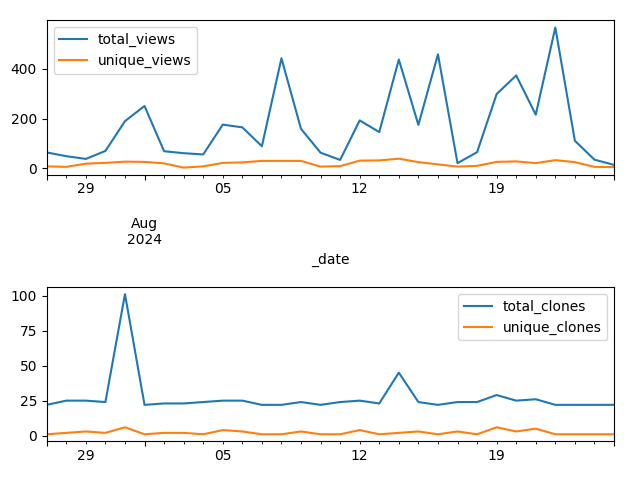 total_views
unique_views
400
200
0
29 05 12 19
Aug
2024
_date
total_clones
unique_clones
100
75
50
25
0
29 05 12 19